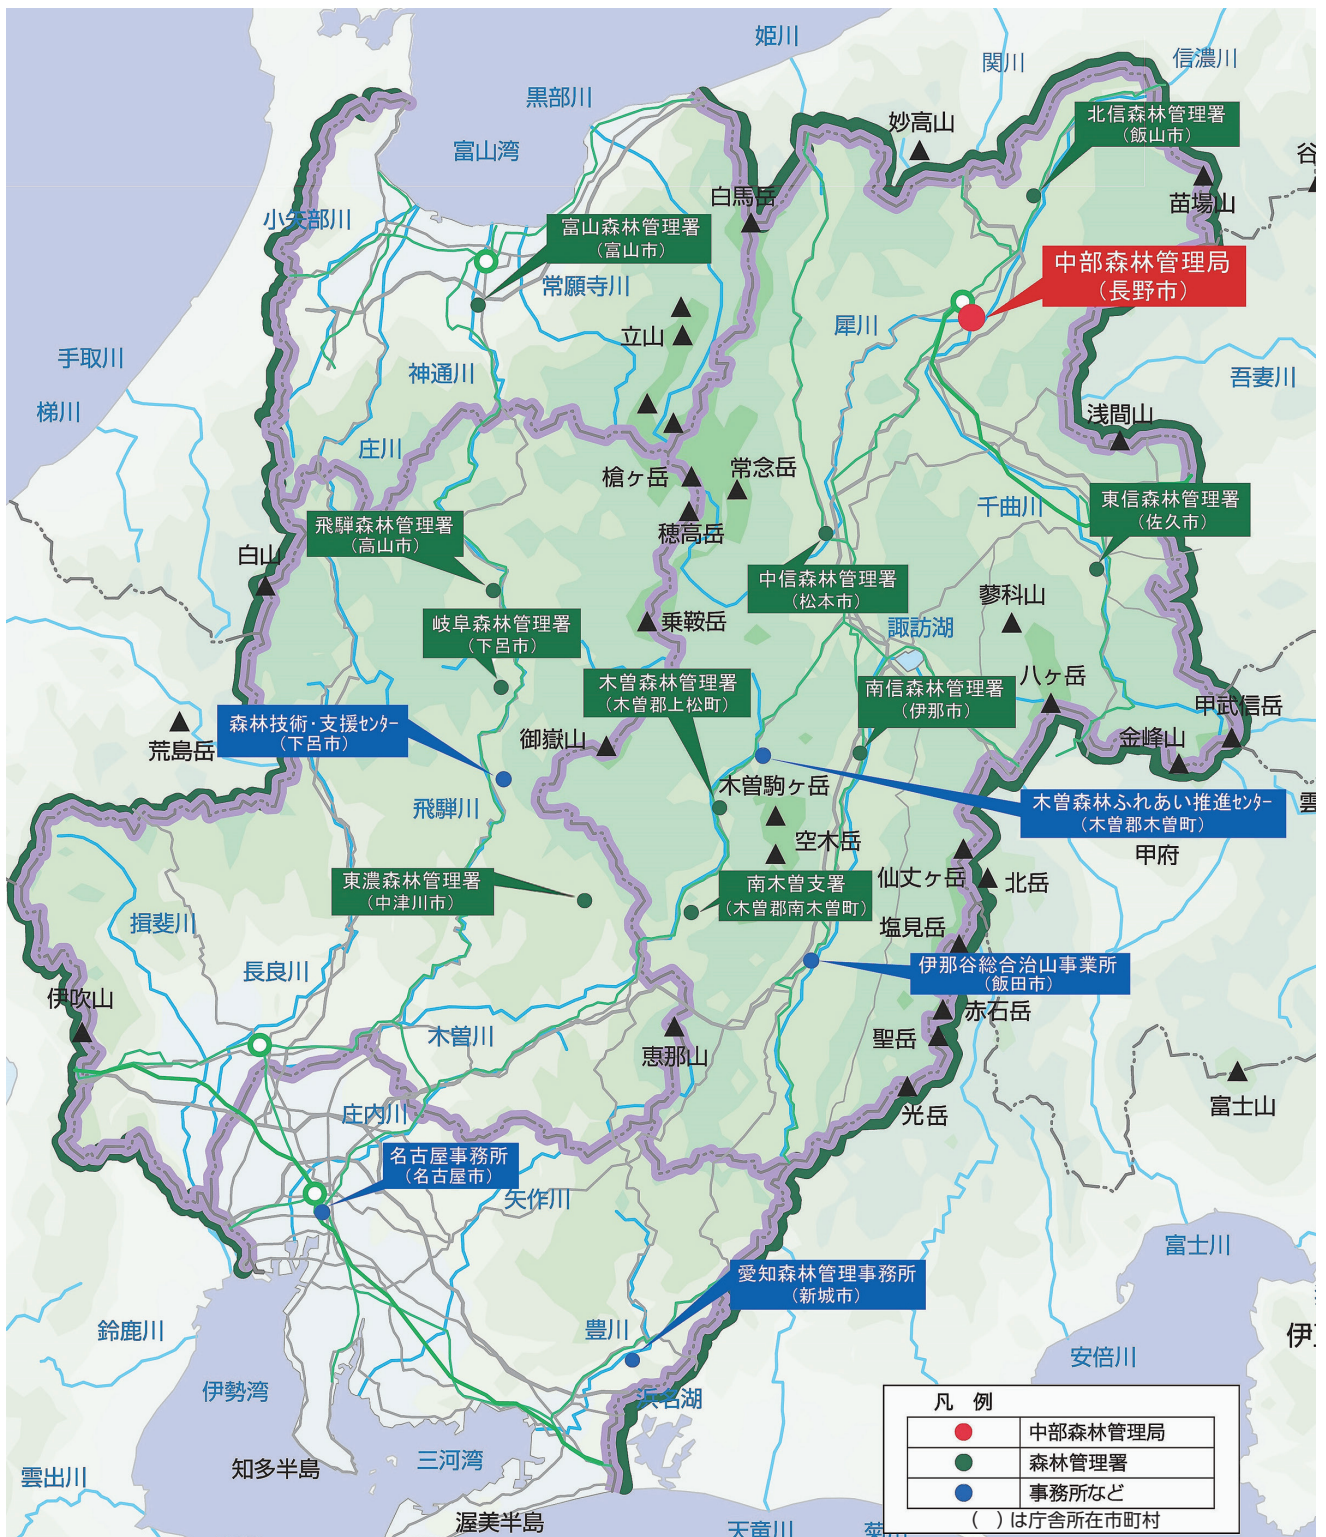 姫川
関川
信濃川
黒部川
北信森林管理署
(飯山市)
妙高山
富山湾
白馬岳
苗場山
小矢部川
富山森林管理署
(富山市)
中部森林管理局
(長野市)
常願寺川
立山
犀川
手取川
神通川
吾妻川
梯川
浅間山
庄川
槍ヶ岳
常念岳
千曲川
東信森林管理署
(佐久市)
飛騨森林管理署
(高山市)
穂高岳
白山
中信森林管理署
(松本市)
蓼科山
岐阜森林管理署
(下呂市)
乗鞍岳
諏訪湖
木曽森林管理署
(木曽郡上松町)
南信森林管理署
(伊那市)
八ヶ岳
甲武信岳
森林技術・支援センター
(下呂市)
荒島岳
御嶽山
金峰山
木曽駒ヶ岳
木曽森林ふれあい推進センター
(木曽郡木曽町)
雲
飛騨川
空木岳
甲府
東濃森林管理署
(中津川市)
南木曽支署
(木曽郡南木曽町)
仙丈ヶ岳
北岳
揖斐川
塩見岳
長良川
伊那谷総合治山事業所
(飯田市)
伊吹山
赤石岳
木曽川
恵那山
聖岳
庄内川
光岳
富士山
名古屋事務所
(名古屋市)
矢作川
富士川
愛知森林管理事務所
(新城市)
鈴鹿川
豊川
安倍川
伊勢湾
浜名湖
知多半島
三河湾
雲出川
渥美半島
天竜川
凡 例
中部森林管理局
森林管理署
事務所など
( )は庁舎所在市町村